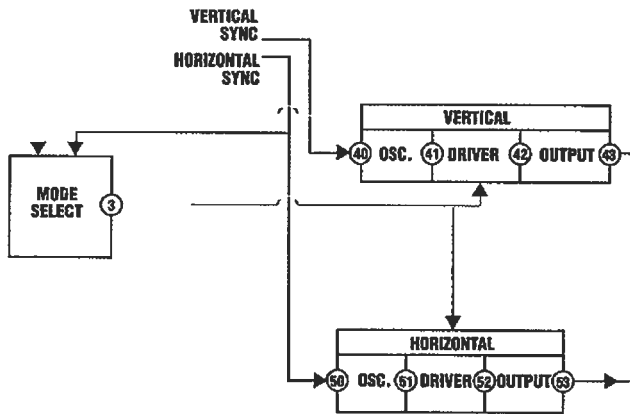 VERTICAL
SYNC
HORIZONTAL
SYNC
VERTICAL
40 OSC. 41 DRIVER 42 OUTPUT 43
MODE
SELECT
3
HORIZONTAL
50 OSC. 51 DRIVER 52 OUTPUT 53